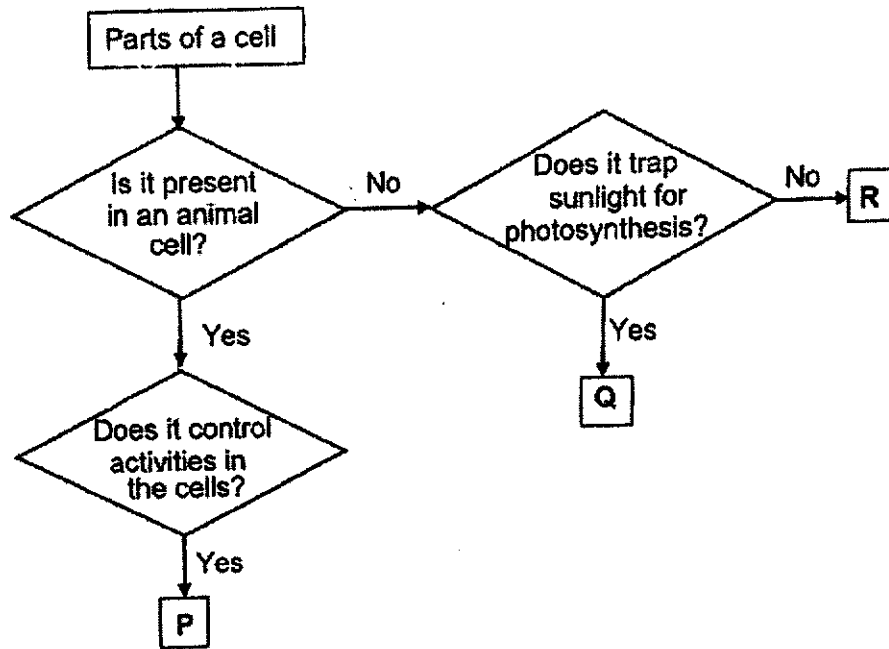 Parts of a cell
Is it present
in an animal
cell?
No
Does it trap
sunlight for
photosynthesis?
No
R
Yes
Yes
Q
Does it control
activities in
the cells?
Yes
P